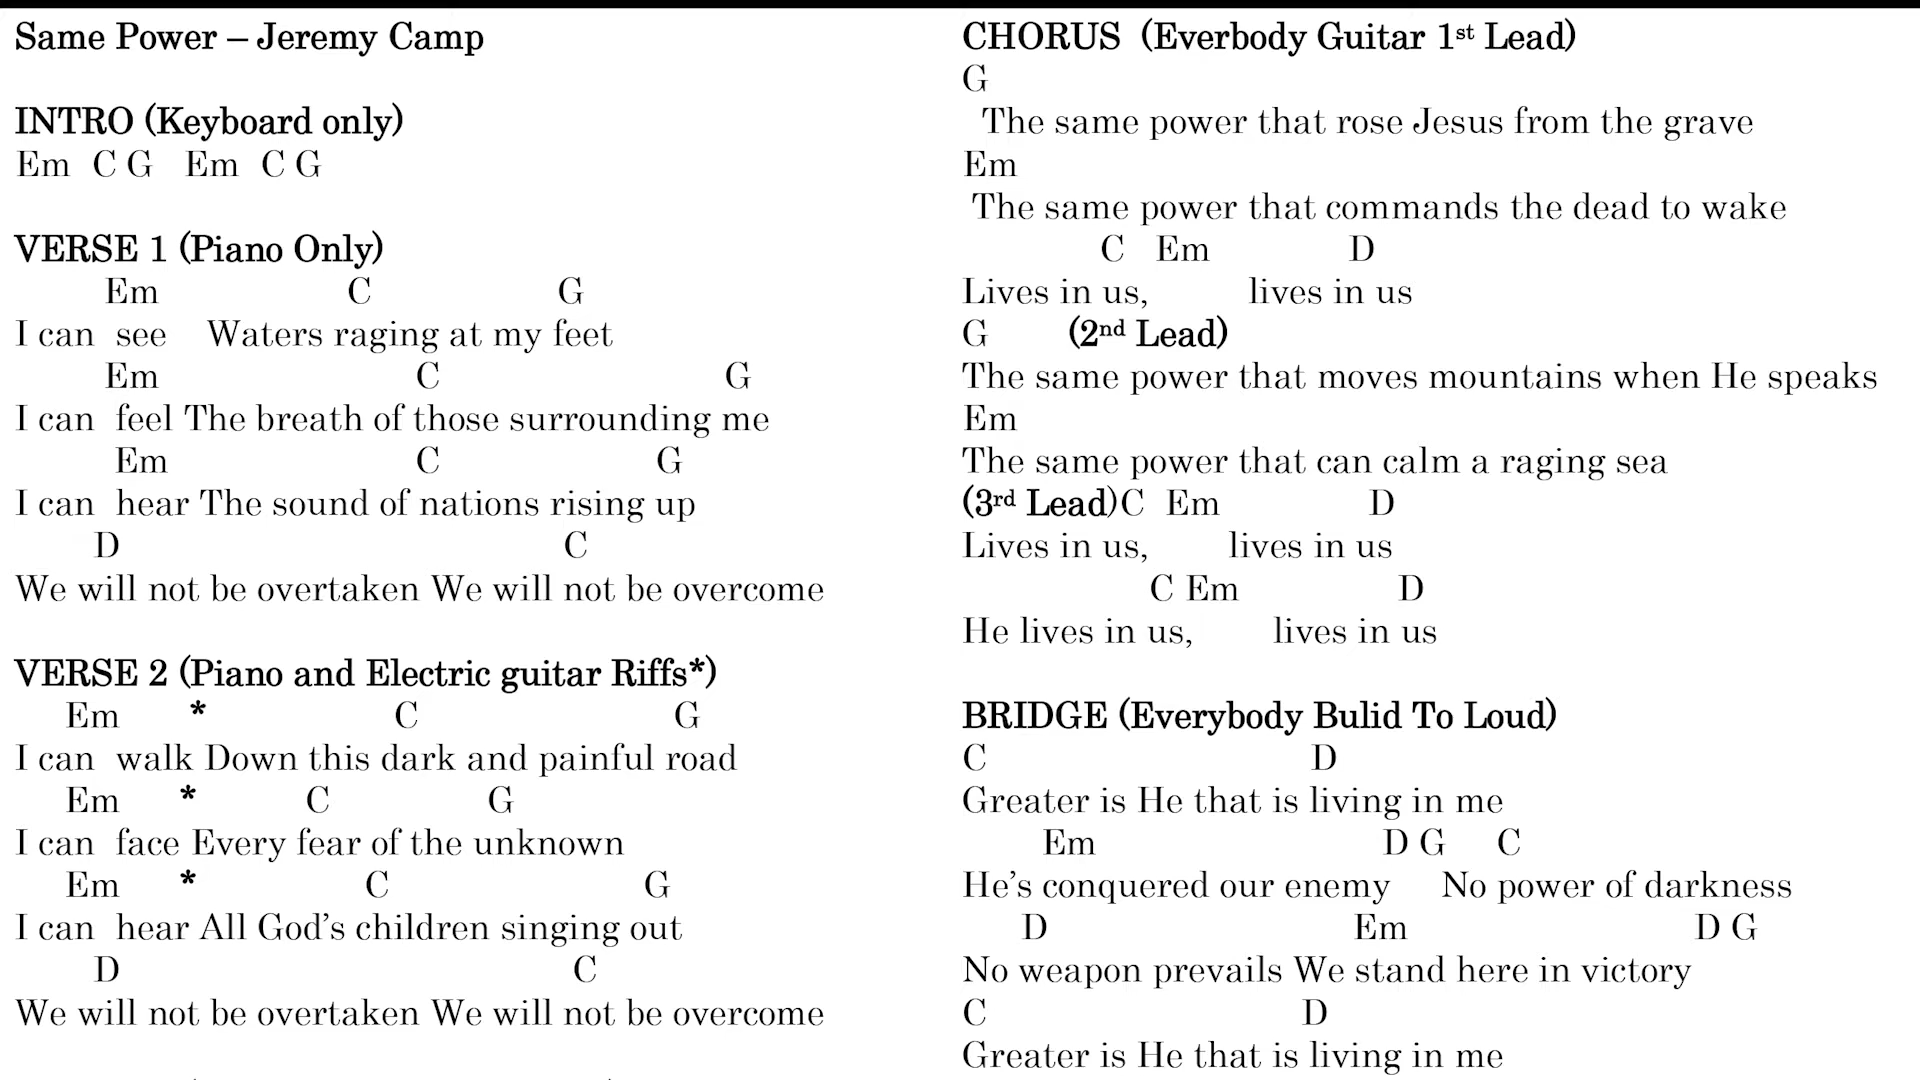 Same Power – Jeremy Camp
INTRO (Keyboard only)
Em C G Em C G
VERSE 1 (Piano Only)
Em C G
I can see Waters raging at my feet
Em C G
I can feel The breath of those surrounding me
Em C G
I can hear The sound of nations rising up
D C
We will not be overtaken We will not be overcome
VERSE 2 (Piano and Electric guitar Riffs*)
Em * C G
I can walk Down this dark and painful road
Em * C G
I can face Every fear of the unknown
Em * C G
I can hear All God’s children singing out
D C
We will not be overtaken We will not be overcome
CHORUS (Everbody Guitar 1st Lead)
G
The same power that rose Jesus from the grave
Em
The same power that commands the dead to wake
C Em D
Lives in us, lives in us
G (2nd Lead)
The same power that moves mountains when He speaks
Em
The same power that can calm a raging sea
(3rd Lead)C Em D
Lives in us, lives in us
C Em D
He lives in us, lives in us
BRIDGE (Everybody Bulid To Loud)
C D
Greater is He that is living in me
Em D G C
He’s conquered our enemy No power of darkness
D Em D G
No weapon prevails We stand here in victory
C D
Greater is He that is living in me